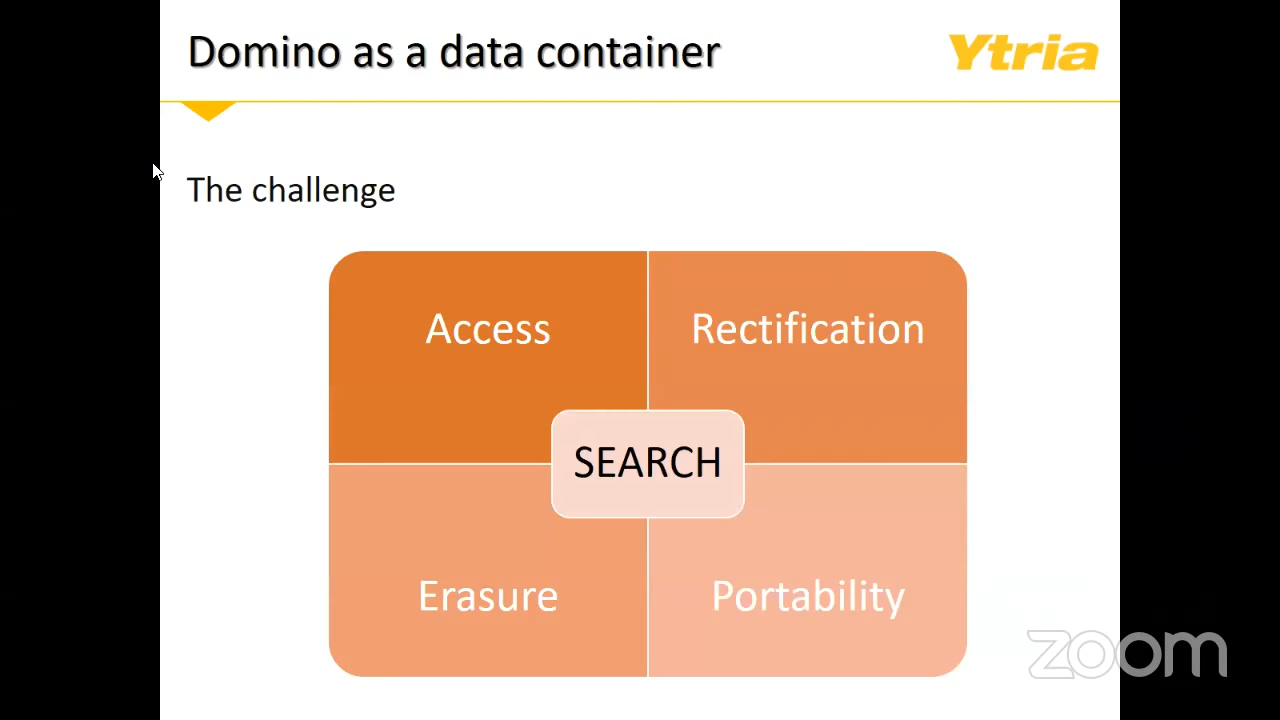 Domino as a data container
Ytria
The challenge
Access
Rectification
SEARCH
Erasure
Portability
zoom